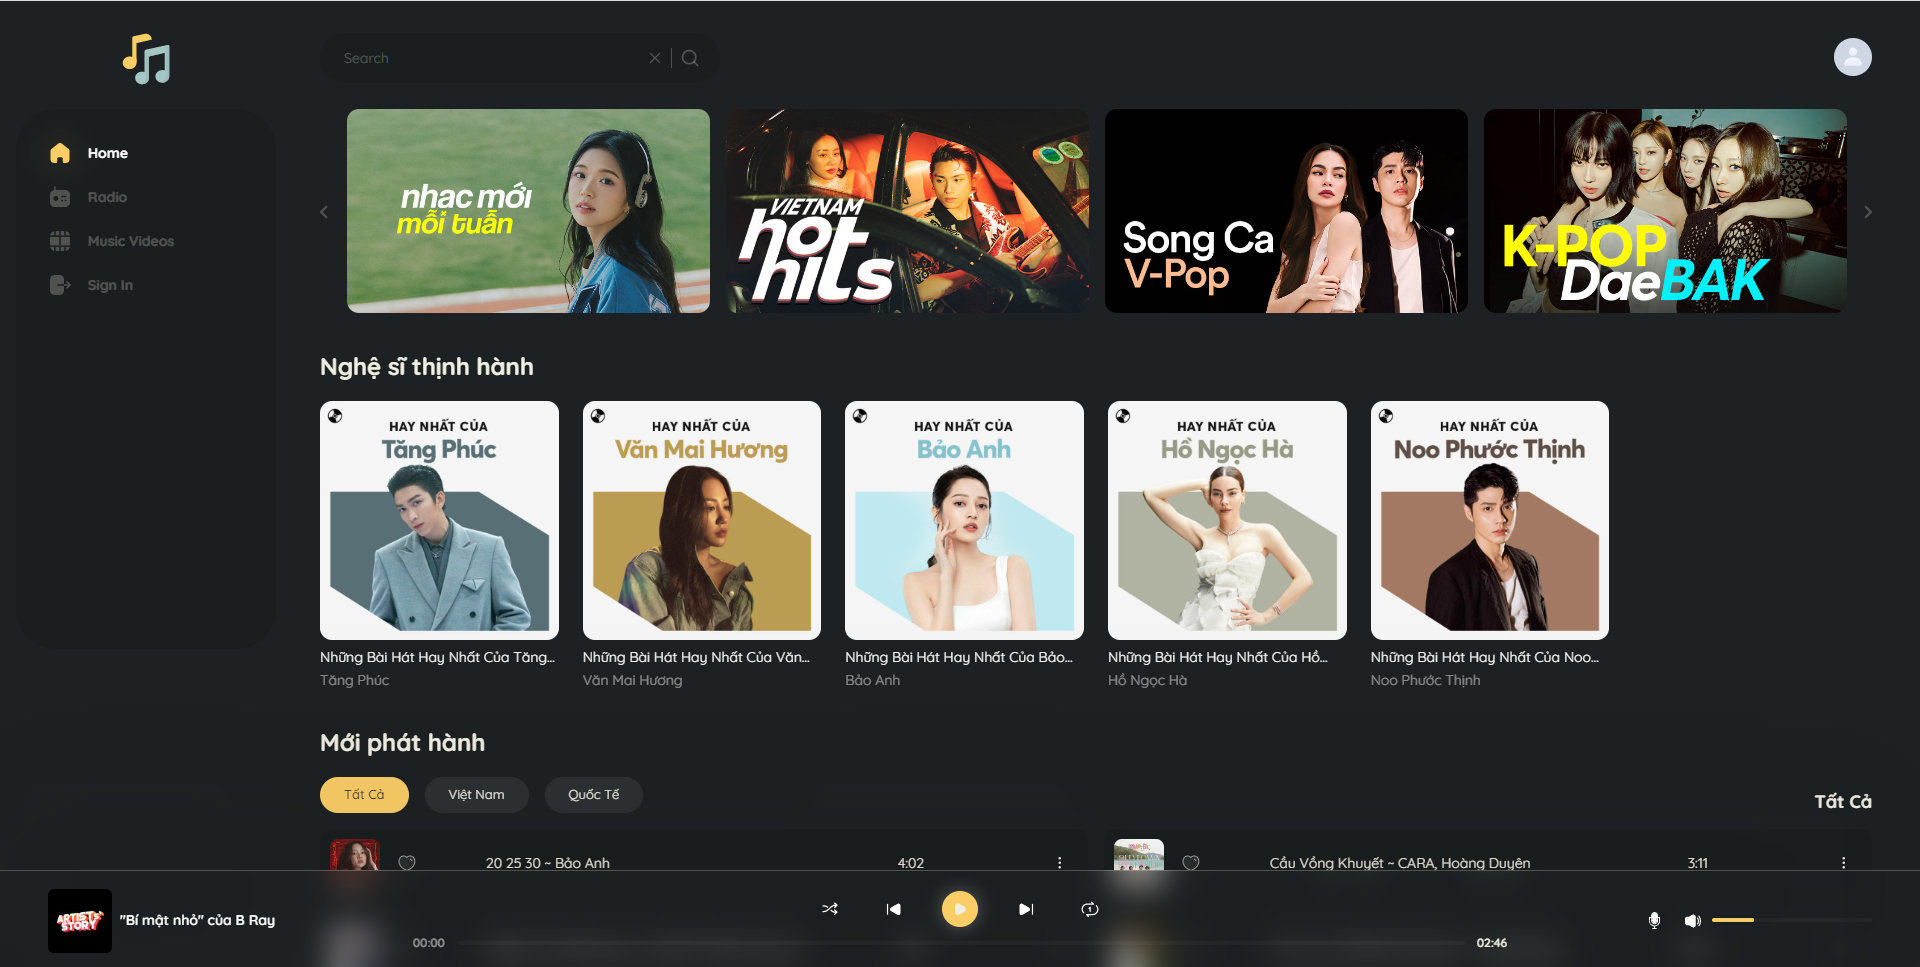 Search
Home
Radio
Music Videos
Sign In
nhạc mới
mỗi tuần
VIETNAM
hot
hits
Song Ca
V-Pop
K-POP
DaeBAK
Nghệ sĩ thịnh hành
HAY NHẤT CỦA
Tăng Phúc
HAY NHẤT CỦA
Văn Mai Hương
HAY NHẤT CỦA
Bảo Anh
HAY NHẤT CỦA
Hồ Ngọc Hà
HAY NHẤT CỦA
Noo Phước Thịnh
Những Bài Hát Hay Nhất Của Tăng...
Tăng Phúc
Những Bài Hát Hay Nhất Của Văn...
Văn Mai Hương
Những Bài Hát Hay Nhất Của Bảo...
Bảo Anh
Những Bài Hát Hay Nhất Của Hồ...
Hồ Ngọc Hà
Những Bài Hát Hay Nhất Của Noo...
Noo Phước Thịnh
Mới phát hành
Tất Cả
Việt Nam
Quốc Tế
Tất Cả
20 25 30 ~ Bảo Anh
4:02
Cầu Vồng Khuyết ~ CARA, Hoàng Duyên
3:11
ARTIST
STORY
"Bí mật nhỏ" của B Ray
00:00
02:46